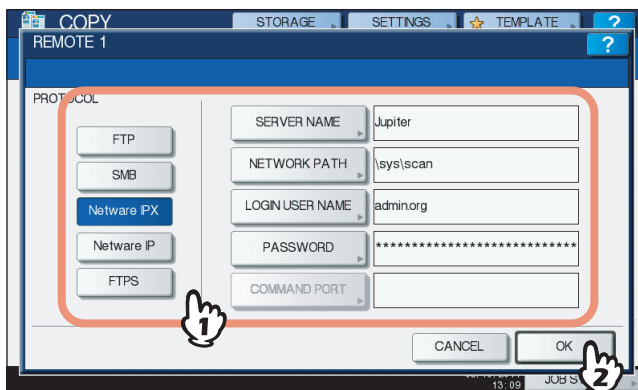 COPY STORAGE SETTINGS TEMPLATE ?
REMOTE 1 ?
PROTOCOL
FTP
SMB
Netware IPX
Netware IP
FTPS
SERVER NAME Jupiter
NETWORK PATH \sys\scan
LOGIN USER NAME admin.org
PASSWORD ****************************
COMMAND PORT
1
CANCEL OK
2
13:09 JOB S